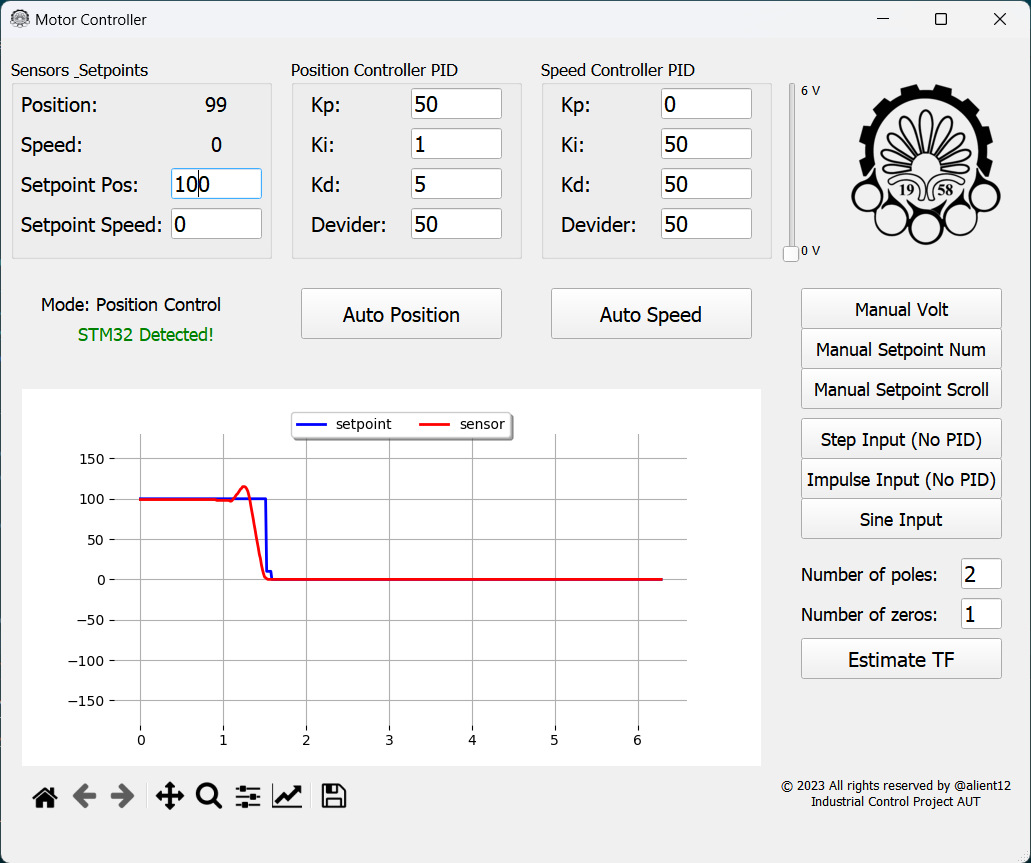 Motor Controller
Sensors _Setpoints
Position: 99
Speed: 0
Setpoint Pos: 100
Setpoint Speed: 0
Position Controller PID
Kp: 50
Ki: 1
Kd: 5
Devider: 50
Speed Controller PID
Kp: 0
Ki: 50
Kd: 50
Devider: 50
6 V
0 V
19 58
Mode: Position Control
STM32 Detected!
Auto Position
Auto Speed
Manual Volt
Manual Setpoint Num
Manual Setpoint Scroll
Step Input (No PID)
Impulse Input (No PID)
Sine Input
Number of poles: 2
Number of zeros: 1
Estimate TF
setpoint sensor
150
100
50
0
−50
−100
−150
0 1 2 3 4 5 6
© 2023 All rights reserved by @alient12
Industrial Control Project AUT